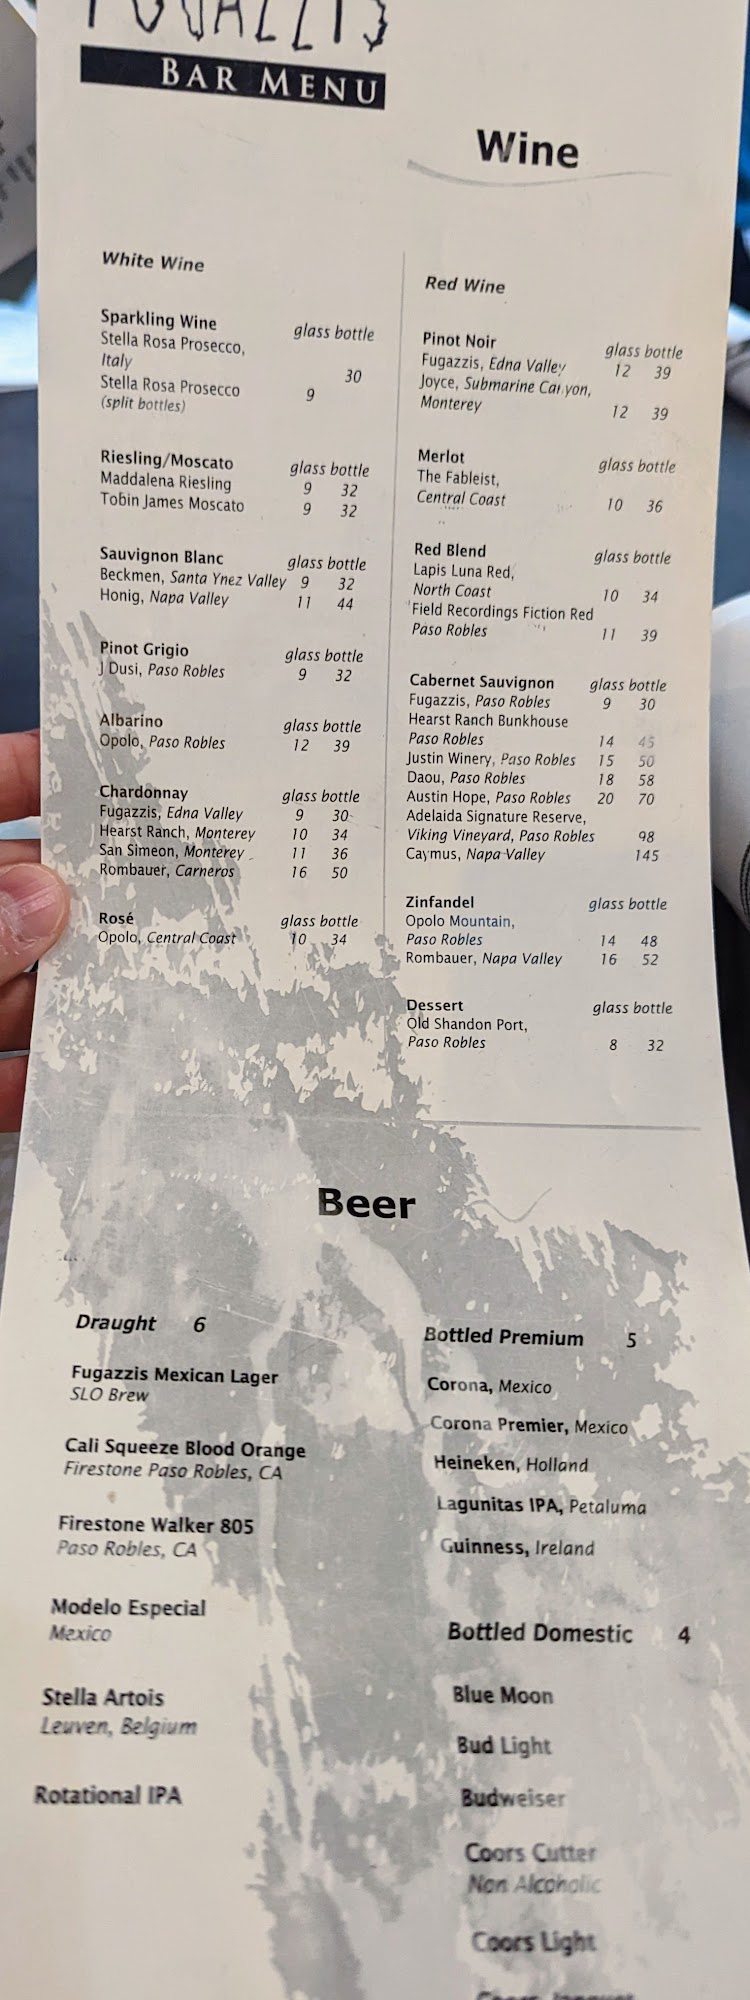 FUGAZZIS
BAR MENU
Wine
White Wine
Sparkling Wine glass bottle
Stella Rosa Prosecco,
Italy 30
Stella Rosa Prosecco 9
(split bottles)
Riesling/Moscato glass bottle
Maddalena Riesling 9 32
Tobin James Moscato 9 32
Sauvignon Blanc glass bottle
Beckmen, Santa Ynez Valley 9 32
Honig, Napa Valley 11 44
Pinot Grigio glass bottle
J Dusi, Paso Robles 9 32
Albarino glass bottle
Opolo, Paso Robles 12 39
Chardonnay glass bottle
Fugazzis, Edna Valley 9 30
Hearst Ranch, Monterey 10 34
San Simeon, Monterey 11 36
Rombauer, Carneros 16 50
Rosé glass bottle
Opolo, Central Coast 10 34
Red Wine
Pinot Noir glass bottle
Fugazzis, Edna Valley 12 39
Joyce, Submarine Canyon,
Monterey 12 39
Merlot glass bottle
The Fableist,
Central Coast 10 36
Red Blend glass bottle
Lapis Luna Red,
North Coast 10 34
Field Recordings Fiction Red
Paso Robles 11 39
Cabernet Sauvignon glass bottle
Fugazzis, Paso Robles 9 30
Hearst Ranch Bunkhouse
Paso Robles 14 45
Justin Winery, Paso Robles 15 50
Daou, Paso Robles 18 58
Austin Hope, Paso Robles 20 70
Adelaida Signature Reserve,
Viking Vineyard, Paso Robles 98
Caymus, Napa Valley 145
Zinfandel glass bottle
Opolo Mountain,
Paso Robles 14 48
Rombauer, Napa Valley 16 52
Dessert glass bottle
Old Shandon Port,
Paso Robles 8 32
Beer
Draught 6
Fugazzis Mexican Lager
SLO Brew
Cali Squeeze Blood Orange
Firestone Paso Robles, CA
Firestone Walker 805
Paso Robles, CA
Modelo Especial
Mexico
Stella Artois
Leuven, Belgium
Rotational IPA
Bottled Premium 5
Corona, Mexico
Corona Premier, Mexico
Heineken, Holland
Lagunitas IPA, Petaluma
Guinness, Ireland
Bottled Domestic 4
Blue Moon
Bud Light
Budweiser
Coors Cutter
Non Alcoholic
Coors Light
Coors